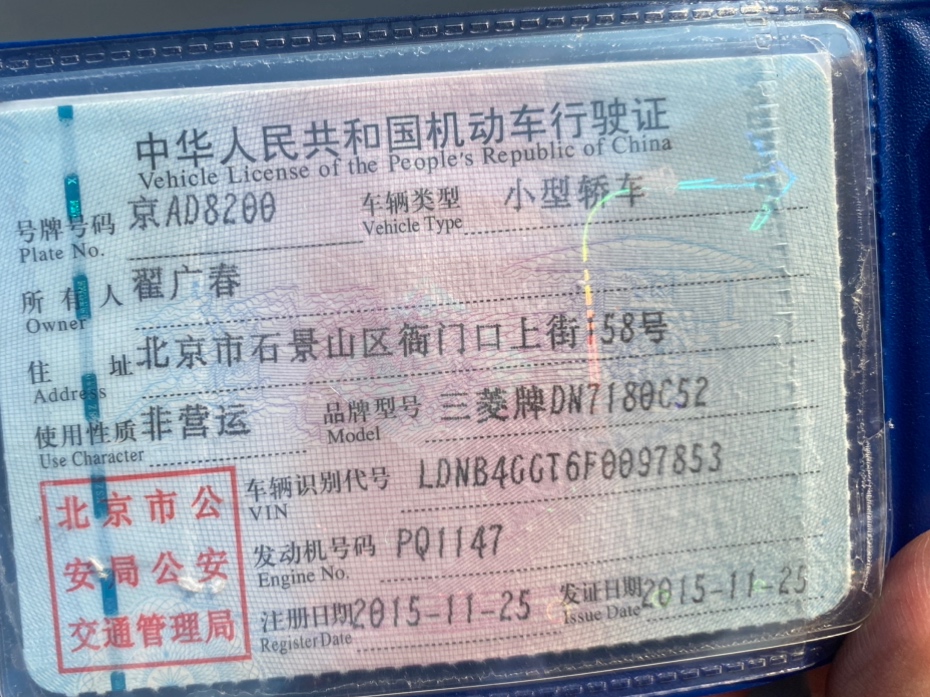 中华人民共和国机动车行驶证
Vehicle License of the People's Republic of China
号牌号码 京AD8200 车辆类型 小型轿车
Plate No. Vehicle Type
所有人 翟广春
Owner
住址 北京市石景山区衙门口上街158号
Address
使用性质 非营运 品牌型号 三菱牌DN7180C52
Use Character Model
车辆识别代号 LDNB4GGT6F0097853
VIN
发动机号码 PQ1147
Engine No.
注册日期 2015-11-25 发证日期 2015-11-25
Register Date Issue Date
北京市公
安局公安
交通管理局